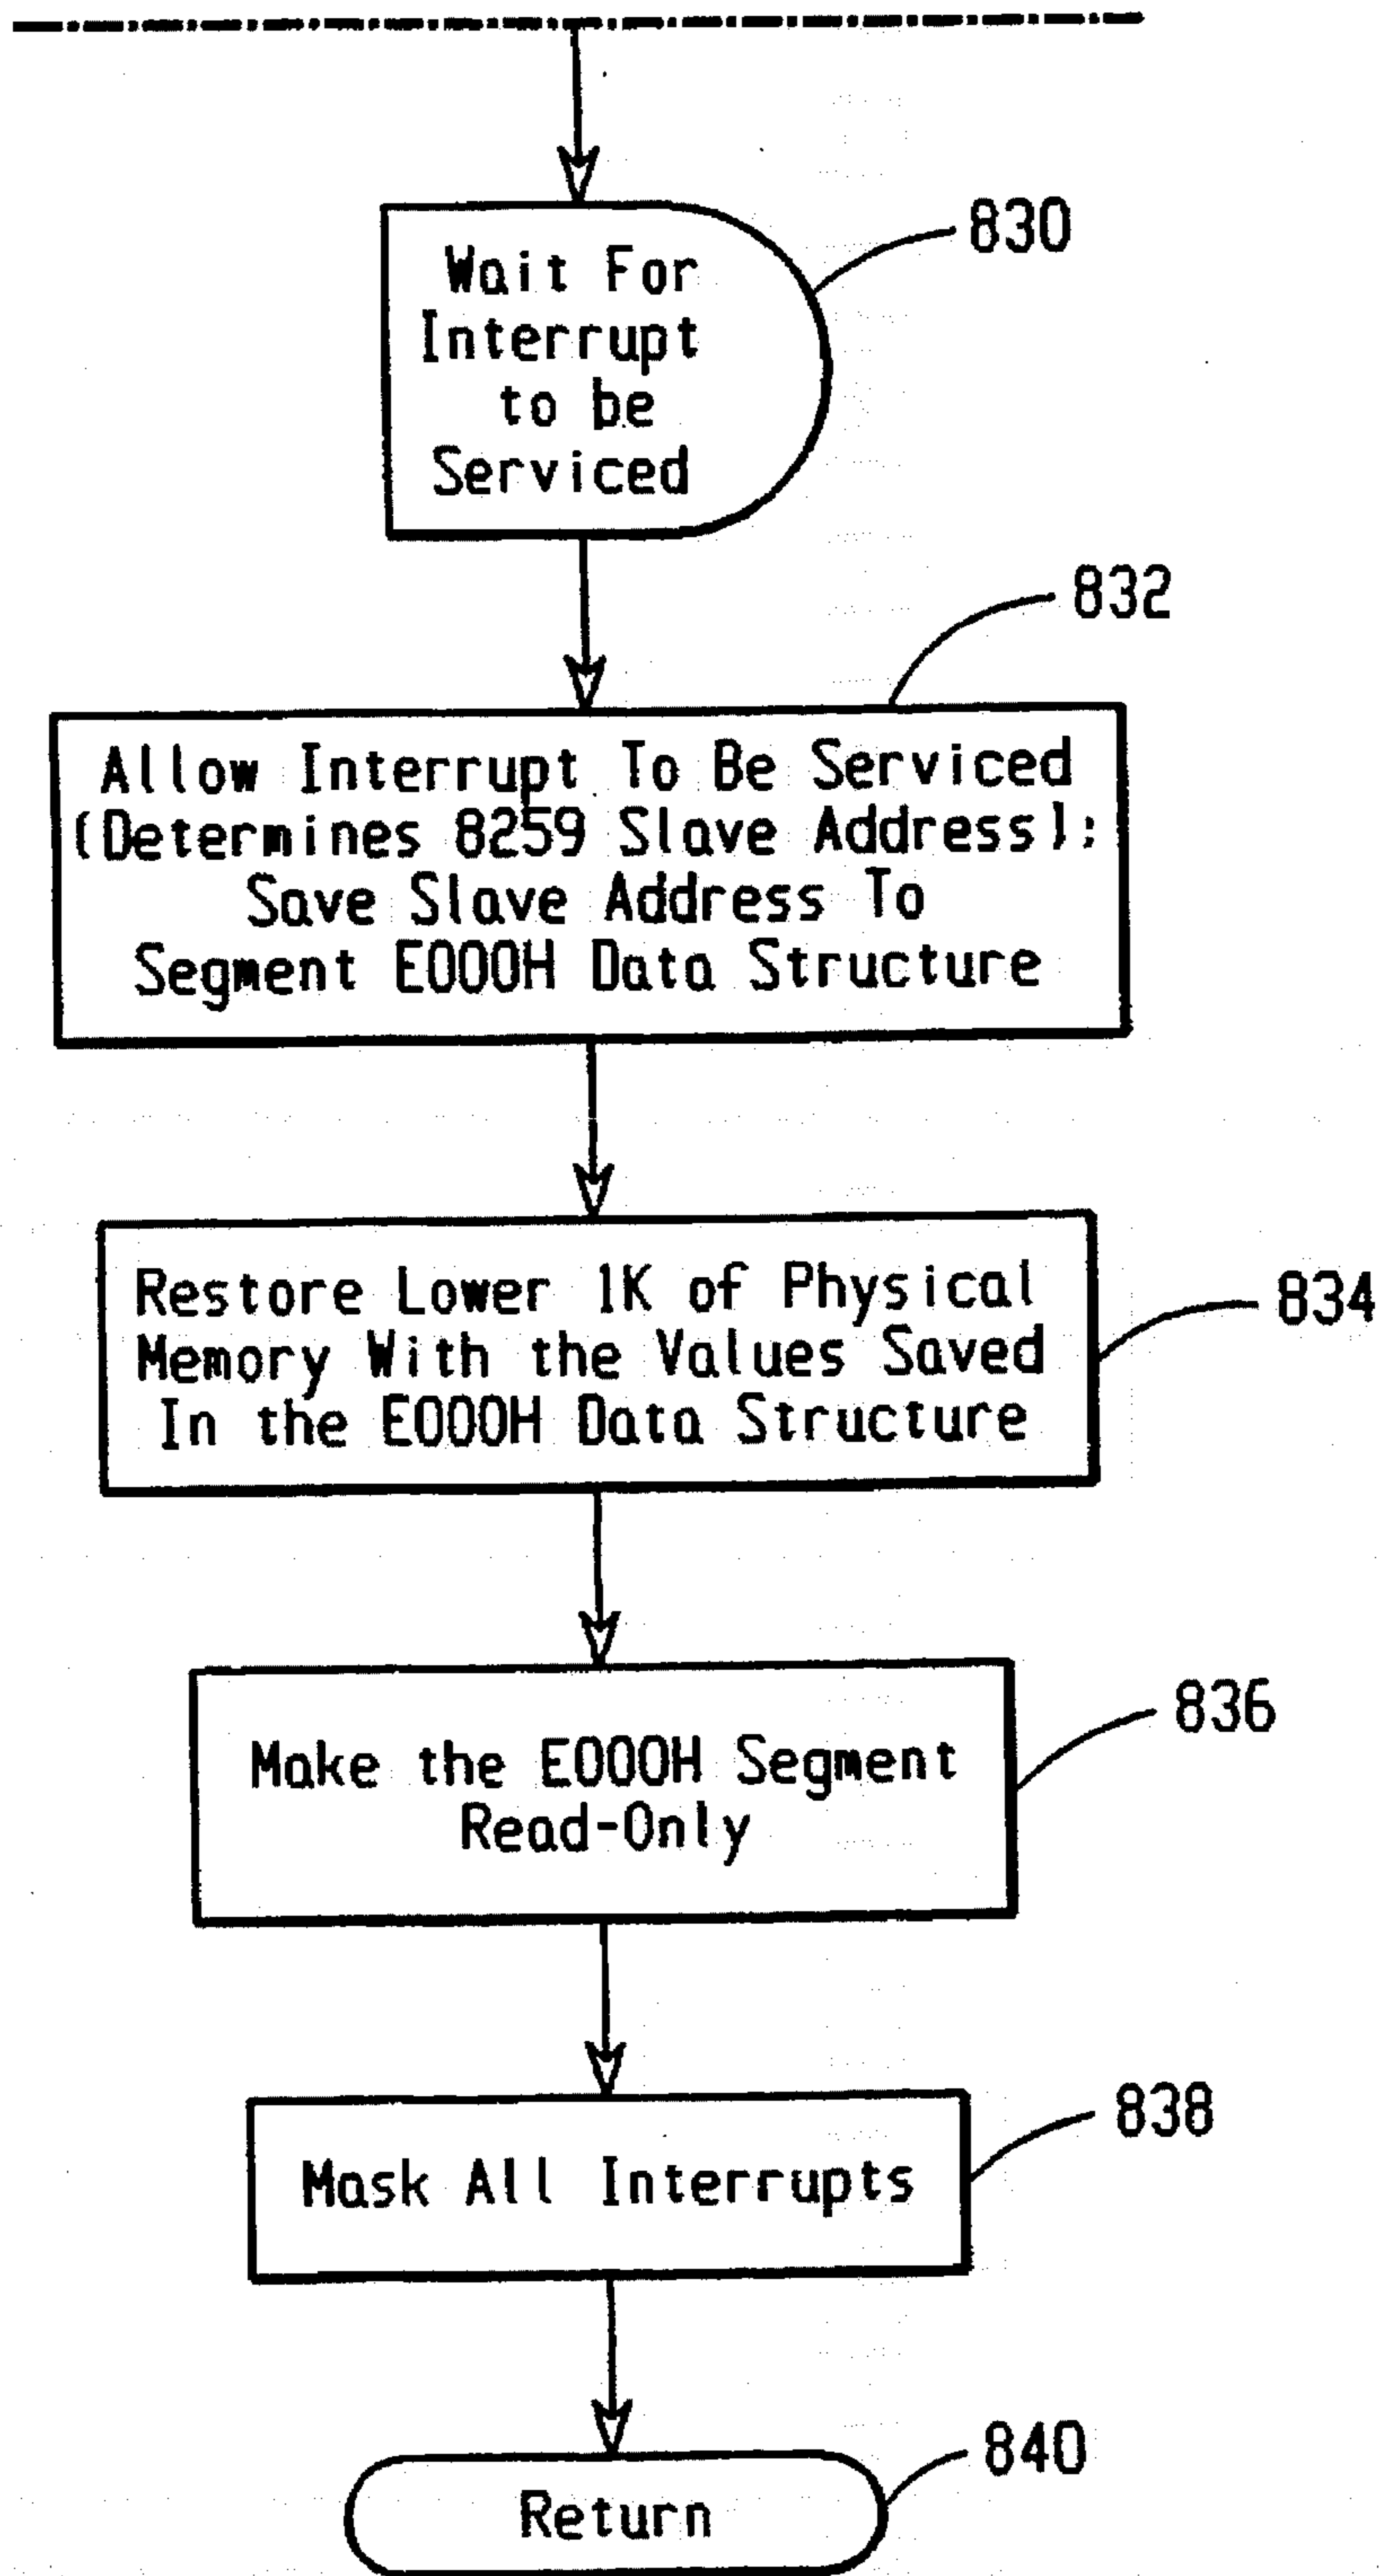 830
Wait For
Interrupt
to be
Serviced
832
Allow Interrupt To Be Serviced
(Determines 8259 Slave Address);
Save Slave Address To
Segment E000H Data Structure
834
Restore Lower 1K of Physical
Memory With the Values Saved
In the E000H Data Structure
836
Make the E000H Segment
Read-Only
838
Mask All Interrupts
840
Return